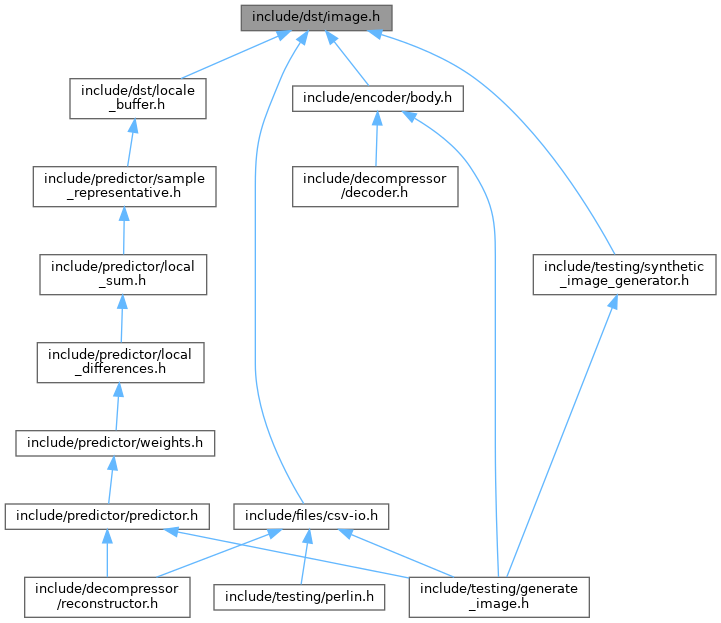 include/dst/image.h
include/dst/locale
_buffer.h
include/encoder/body.h
include/predictor/sample
_representative.h
include/decompressor
/decoder.h
include/predictor/local
_sum.h
include/testing/synthetic
_image_generator.h
include/predictor/local
_differences.h
include/predictor/weights.h
include/predictor/predictor.h
include/files/csv-io.h
include/decompressor
/reconstructor.h
include/testing/perlin.h
include/testing/generate
_image.h